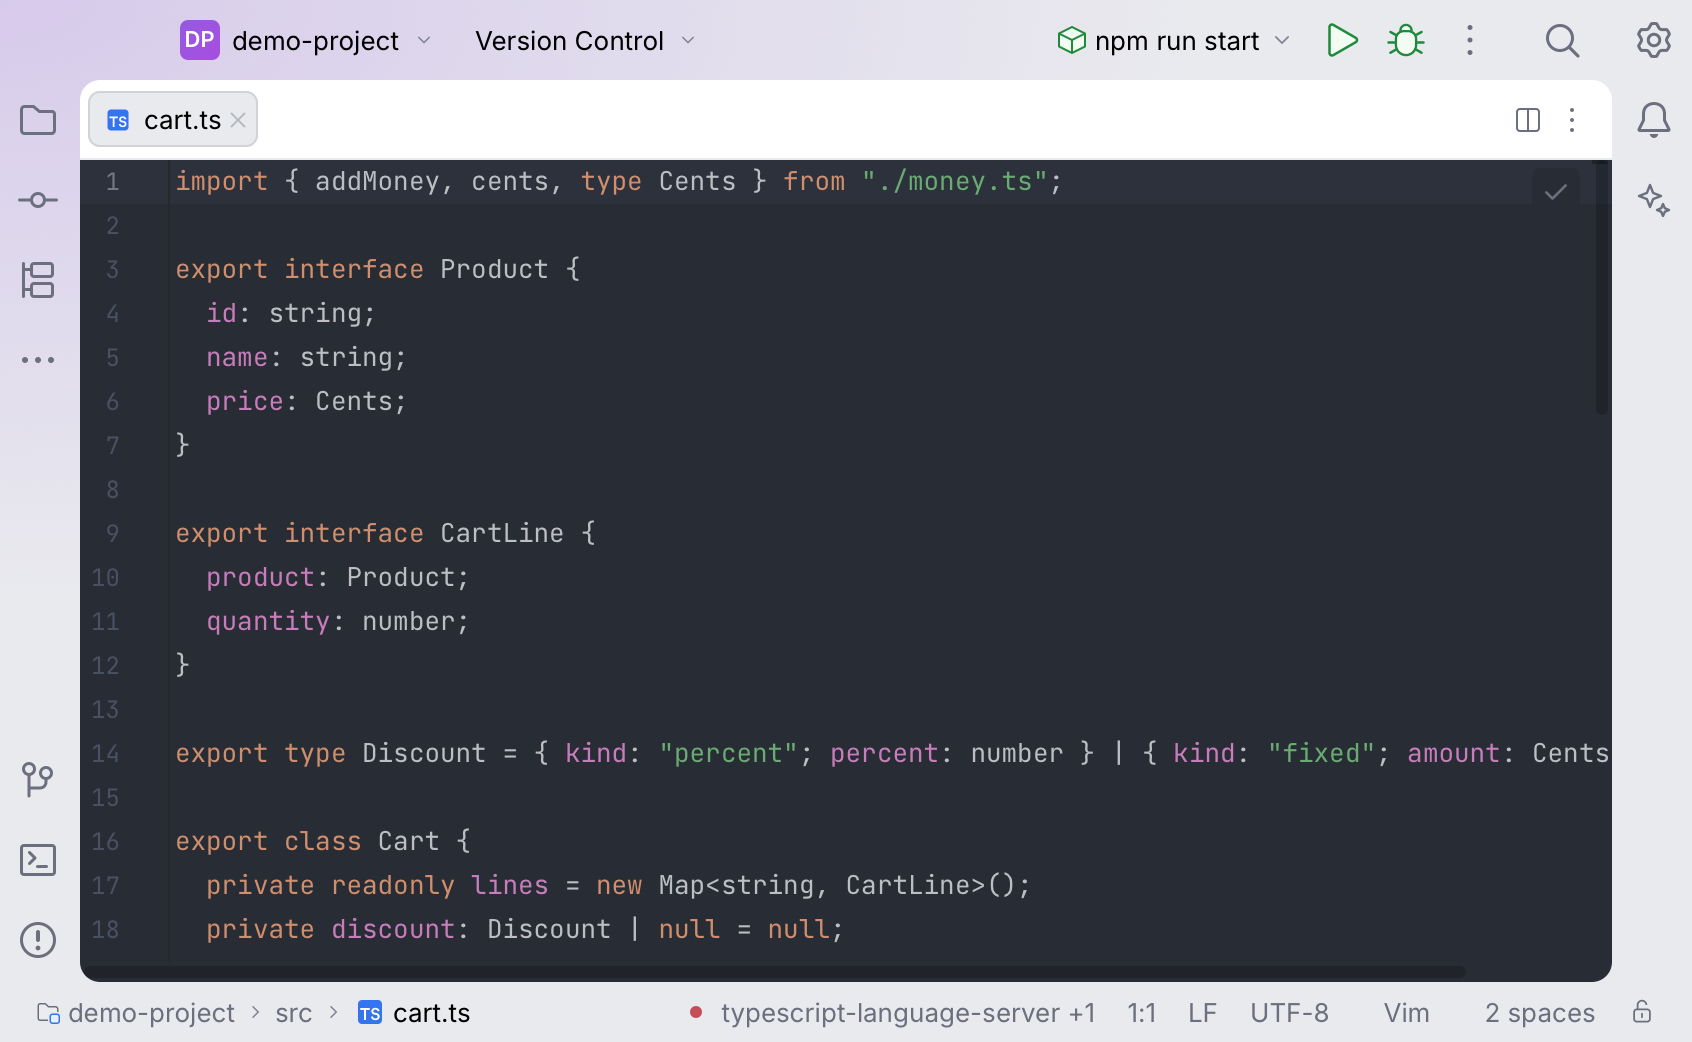 DP demo-project Version Control npm run start
TS cart.ts
1 import { addMoney, cents, type Cents } from "./money.ts";
2
3 export interface Product {
4 id: string;
5 name: string;
6 price: Cents;
7 }
8
9 export interface CartLine {
10 product: Product;
11 quantity: number;
12 }
13
14 export type Discount = { kind: "percent"; percent: number } | { kind: "fixed"; amount: Cents
15
16 export class Cart {
17 private readonly lines = new Map<string, CartLine>();
18 private discount: Discount | null = null;
demo-project > src > TS cart.ts typescript-language-server +1 1:1 LF UTF-8 Vim 2 spaces